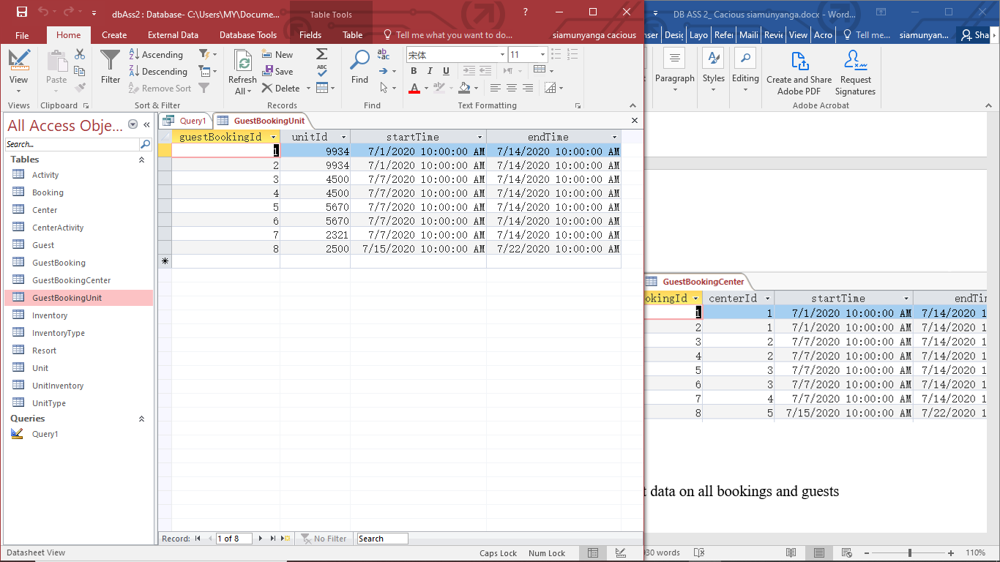 dbAss2 : Database- C:\Users\MY\Docume...
Table Tools
?
DB ASS 2_ Cacious siamunyanga.docx - Word...
File
Home
Create
External Data
Database Tools
Fields
Table
Tell me what you want to do...
siamunyanga cacious
nser
Desig
Layo
Refer
Maili
Revie
View
Acro
Tell me...
siamunyan...
Sha
View
Views
Paste
Clipboard
Filter
Ascending
Descending
Remove Sort
Sort & Filter
Refresh
All
New
Save
Delete
Records
Find
Find
宋体
11
B I U
A
Text Formatting
Paragraph
Styles
Editing
Create and Share
Adobe PDF
Request
Signatures
Adobe Acrobat
All Access Obje...
Search...
Tables
Activity
Booking
Center
CenterActivity
Guest
GuestBooking
GuestBookingCenter
GuestBookingUnit
Inventory
InventoryType
Resort
Unit
UnitInventory
UnitType
Queries
Query1
Query1
GuestBookingUnit
guestBookingId unitId startTime endTime
1 9934 7/1/2020 10:00:00 AM 7/14/2020 10:00:00 AM
2 9934 7/1/2020 10:00:00 AM 7/14/2020 10:00:00 AM
3 4500 7/7/2020 10:00:00 AM 7/14/2020 10:00:00 AM
4 4500 7/7/2020 10:00:00 AM 7/14/2020 10:00:00 AM
5 5670 7/7/2020 10:00:00 AM 7/14/2020 10:00:00 AM
6 5670 7/7/2020 10:00:00 AM 7/14/2020 10:00:00 AM
7 2321 7/7/2020 10:00:00 AM 7/14/2020 10:00:00 AM
8 2500 7/15/2020 10:00:00 AM 7/22/2020 10:00:00 AM
GuestBookingCenter
okingId centerId startTime endTim
1 1 7/1/2020 10:00:00 AM 7/14/2020 1
2 1 7/1/2020 10:00:00 AM 7/14/2020 1
3 2 7/7/2020 10:00:00 AM 7/14/2020 1
4 2 7/7/2020 10:00:00 AM 7/14/2020 1
5 3 7/7/2020 10:00:00 AM 7/14/2020 1
6 3 7/7/2020 10:00:00 AM 7/14/2020 1
7 4 7/7/2020 10:00:00 AM 7/14/2020 1
8 5 7/15/2020 10:00:00 AM 7/22/2020 1
t data on all bookings and guests
Record: 1 of 8 No Filter Search
Datasheet View
Caps Lock
Num Lock
930 words
110%